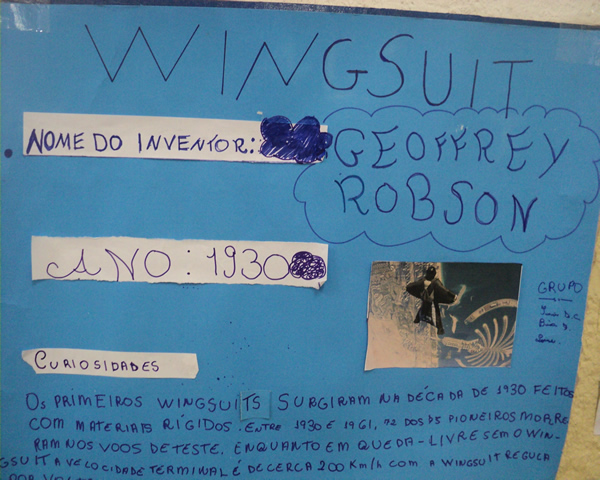 WINGSUIT
NOME DO INVENTOR: GEOFFREY
ROBSON
ANO: 1930
GRUPO
CURIOSIDADES
OS PRIMEIROS WINGSUITS SURGIRAM NA DÉCADA DE 1930 FEITOS
COM MATERIAIS RÍGIDOS. ENTRE 1930 E 1961, 72 DOS 75 PIONEIROS MORRE
RAM NOS VOOS DE TESTE. ENQUANTO EM QUEDA-LIVRE SEM O WIN-
GSUIT A VELOCIDADE TERMINAL É DE CERCA 200 Km/h COM A WINGSUIT REGULA